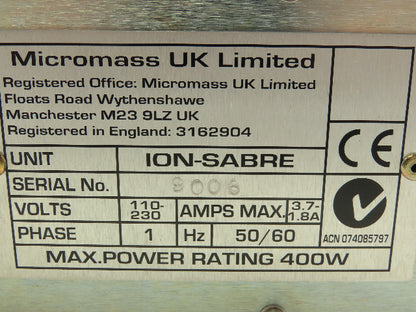 Micromass UK Limited
Registered Office: Micromass UK Limited
Floats Road Wythenshawe
Manchester M23 9LZ UK
Registered in England: 3162904
CE
UNIT ION-SABRE
SERIAL No. 9006
VOLTS 110-230 AMPS MAX. 3.7-1.8A
PHASE 1 Hz 50/60
ACN 074085797
MAX.POWER RATING 400W